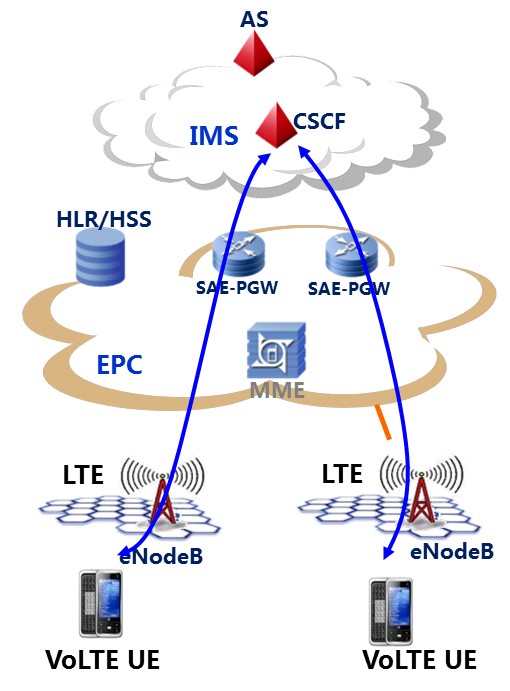 AS
CSCF
IMS
HLR/HSS
SAE-PGW
SAE-PGW
EPC
MME
LTE
LTE
eNodeB
eNodeB
VoLTE UE
VoLTE UE